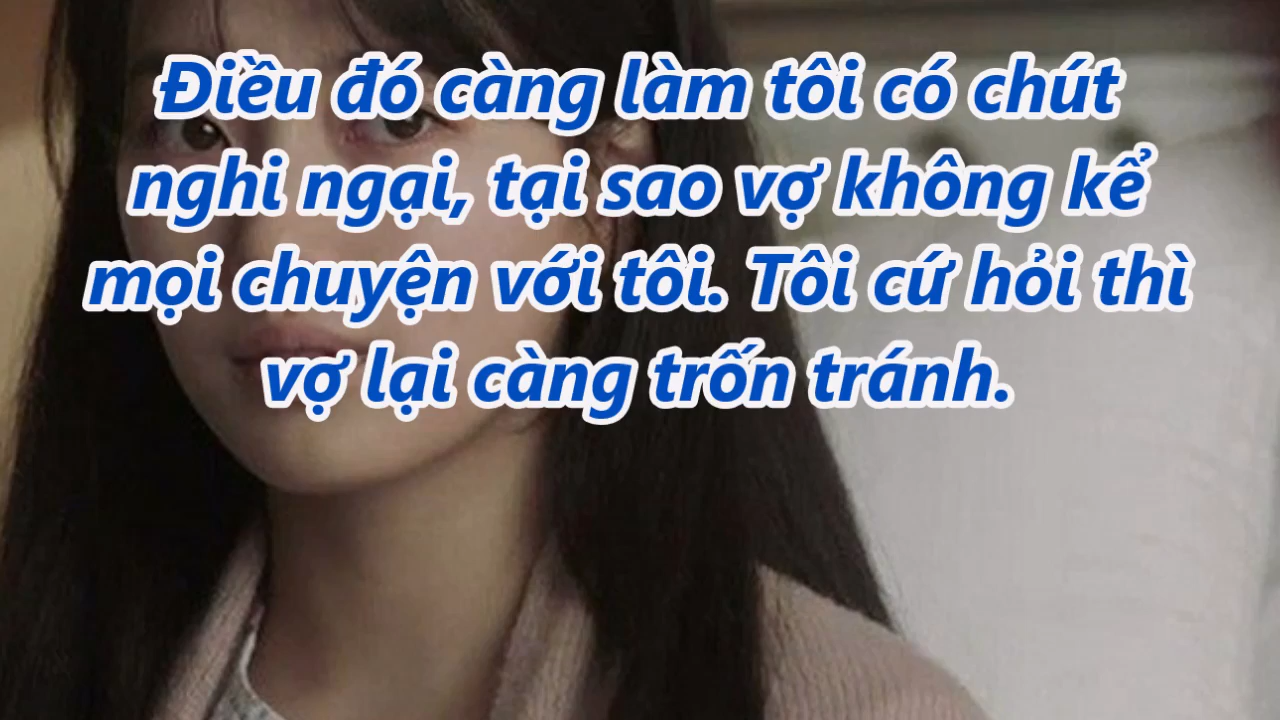 Điều đó càng làm tôi có chút
nghi ngại, tại sao vợ không kể
mọi chuyện với tôi. Tôi cứ hỏi thì
vợ lại càng trốn tránh.